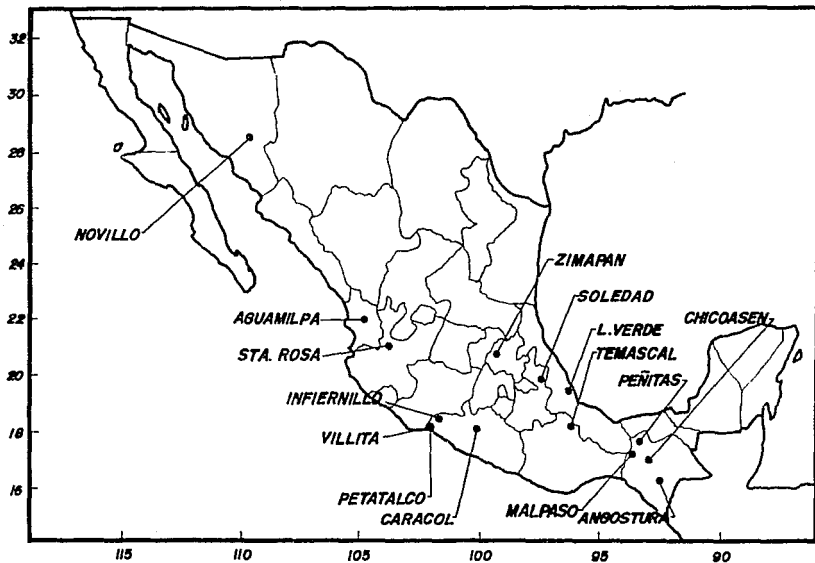 32
30
28
26
24
22
20
18
16
NOVILLO
ZIMAPAN
SOLEDAD
CHICOASEN
AGUAMILPA
L.VERDE
STA. ROSA
TEMASCAL
PEÑITAS
INFIERNILLO
VILLITA
PETATALCO
MALPASO
ANGOSTURA
CARACOL
115
110
105
100
95
90